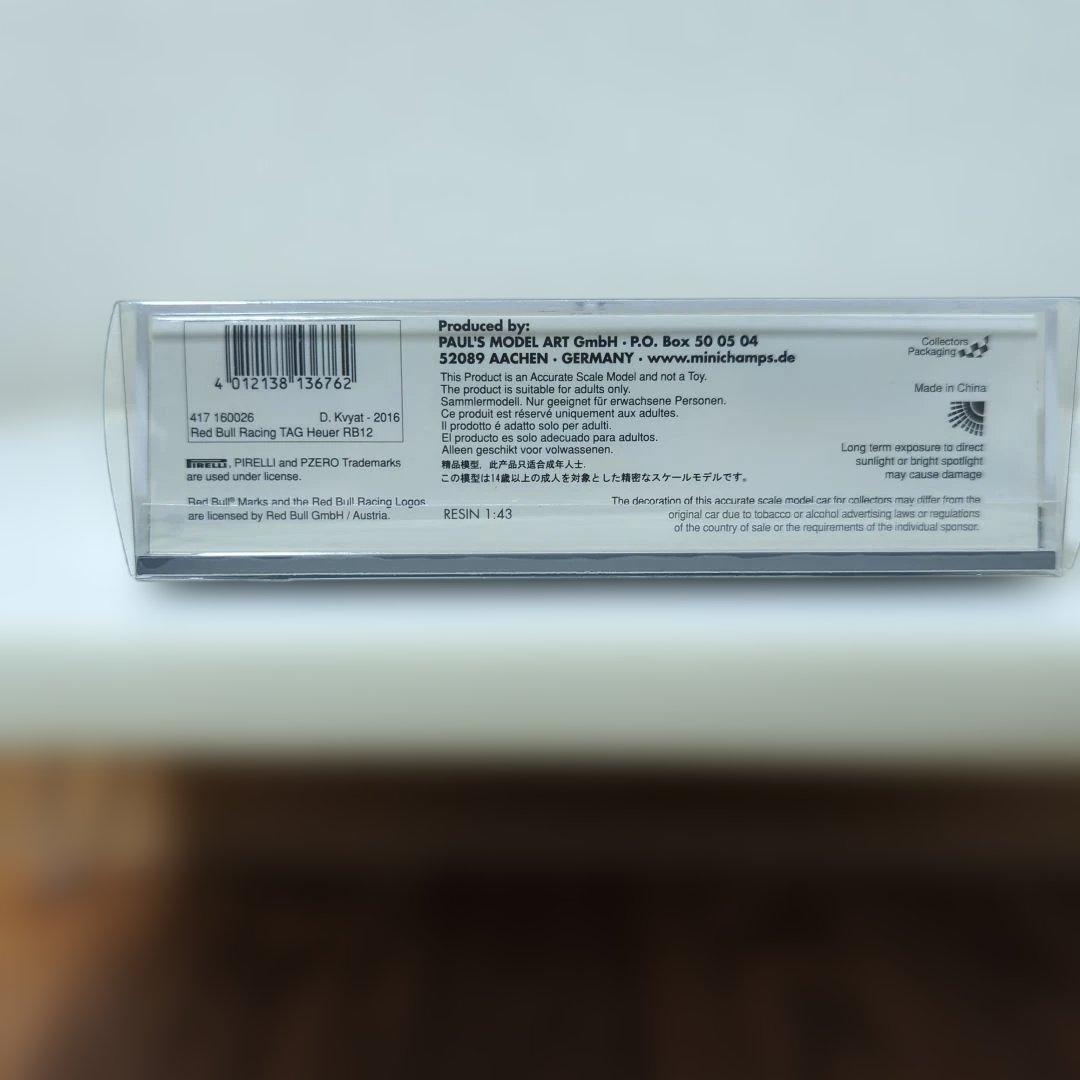 4 012138 136762
417 160026 D. Kvyat - 2016
Red Bull Racing TAG Heuer RB12
PIRELLI, PIRELLI and PZERO Trademarks
are used under license.
Red Bull® Marks and the Red Bull Racing Logos
are licensed by Red Bull GmbH / Austria.
Produced by:
PAUL'S MODEL ART GmbH · P.O. Box 50 05 04
52089 AACHEN · GERMANY · www.minichamps.de
This Product is an Accurate Scale Model and not a Toy.
The product is suitable for adults only.
Sammlermodell. Nur geeignet für erwachsene Personen.
Ce produit est réservé uniquement aux adultes.
Il prodotto é adatto solo per adulti.
El producto es solo adecuado para adultos.
Alleen geschikt voor volwassenen.
精品模型，此产品只适合成年人士.
この模型は14歳以上の成人を対象とした精密なスケールモデルです。
RESIN 1:43
Collectors
Packaging
Made in China
Long term exposure to direct
sunlight or bright spotlight
may cause damage
The decoration of this accurate scale model car for collectors may differ from the
original car due to tobacco or alcohol advertising laws or regulations
of the country of sale or the requirements of the individual sponsor.